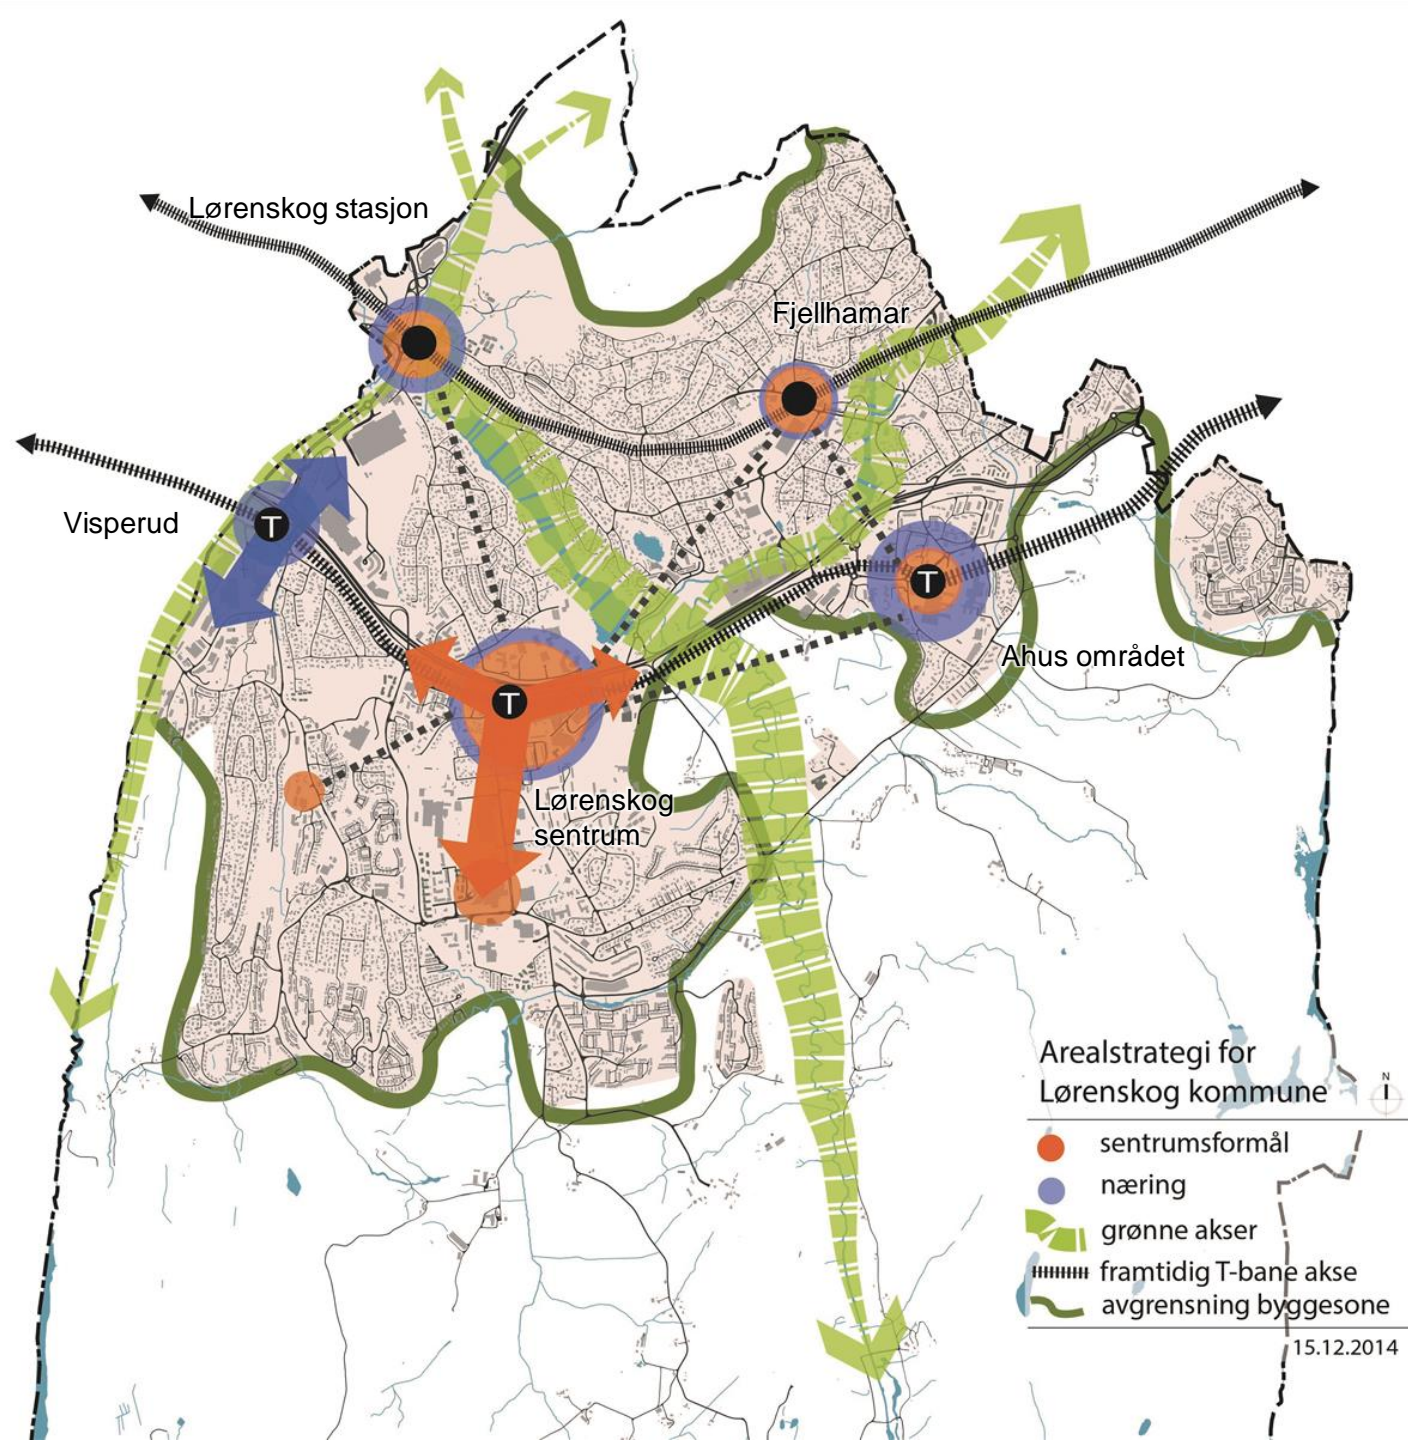 Lørenskog stasjon
Fjellhamar
Visperud
T
T
Ahus området
T
Lørenskog
sentrum
Arealstrategi for
Lørenskog kommune
N
sentrumsformål
næring
grønne akser
framtidig T-bane akse
avgrensning byggesone
15.12.2014